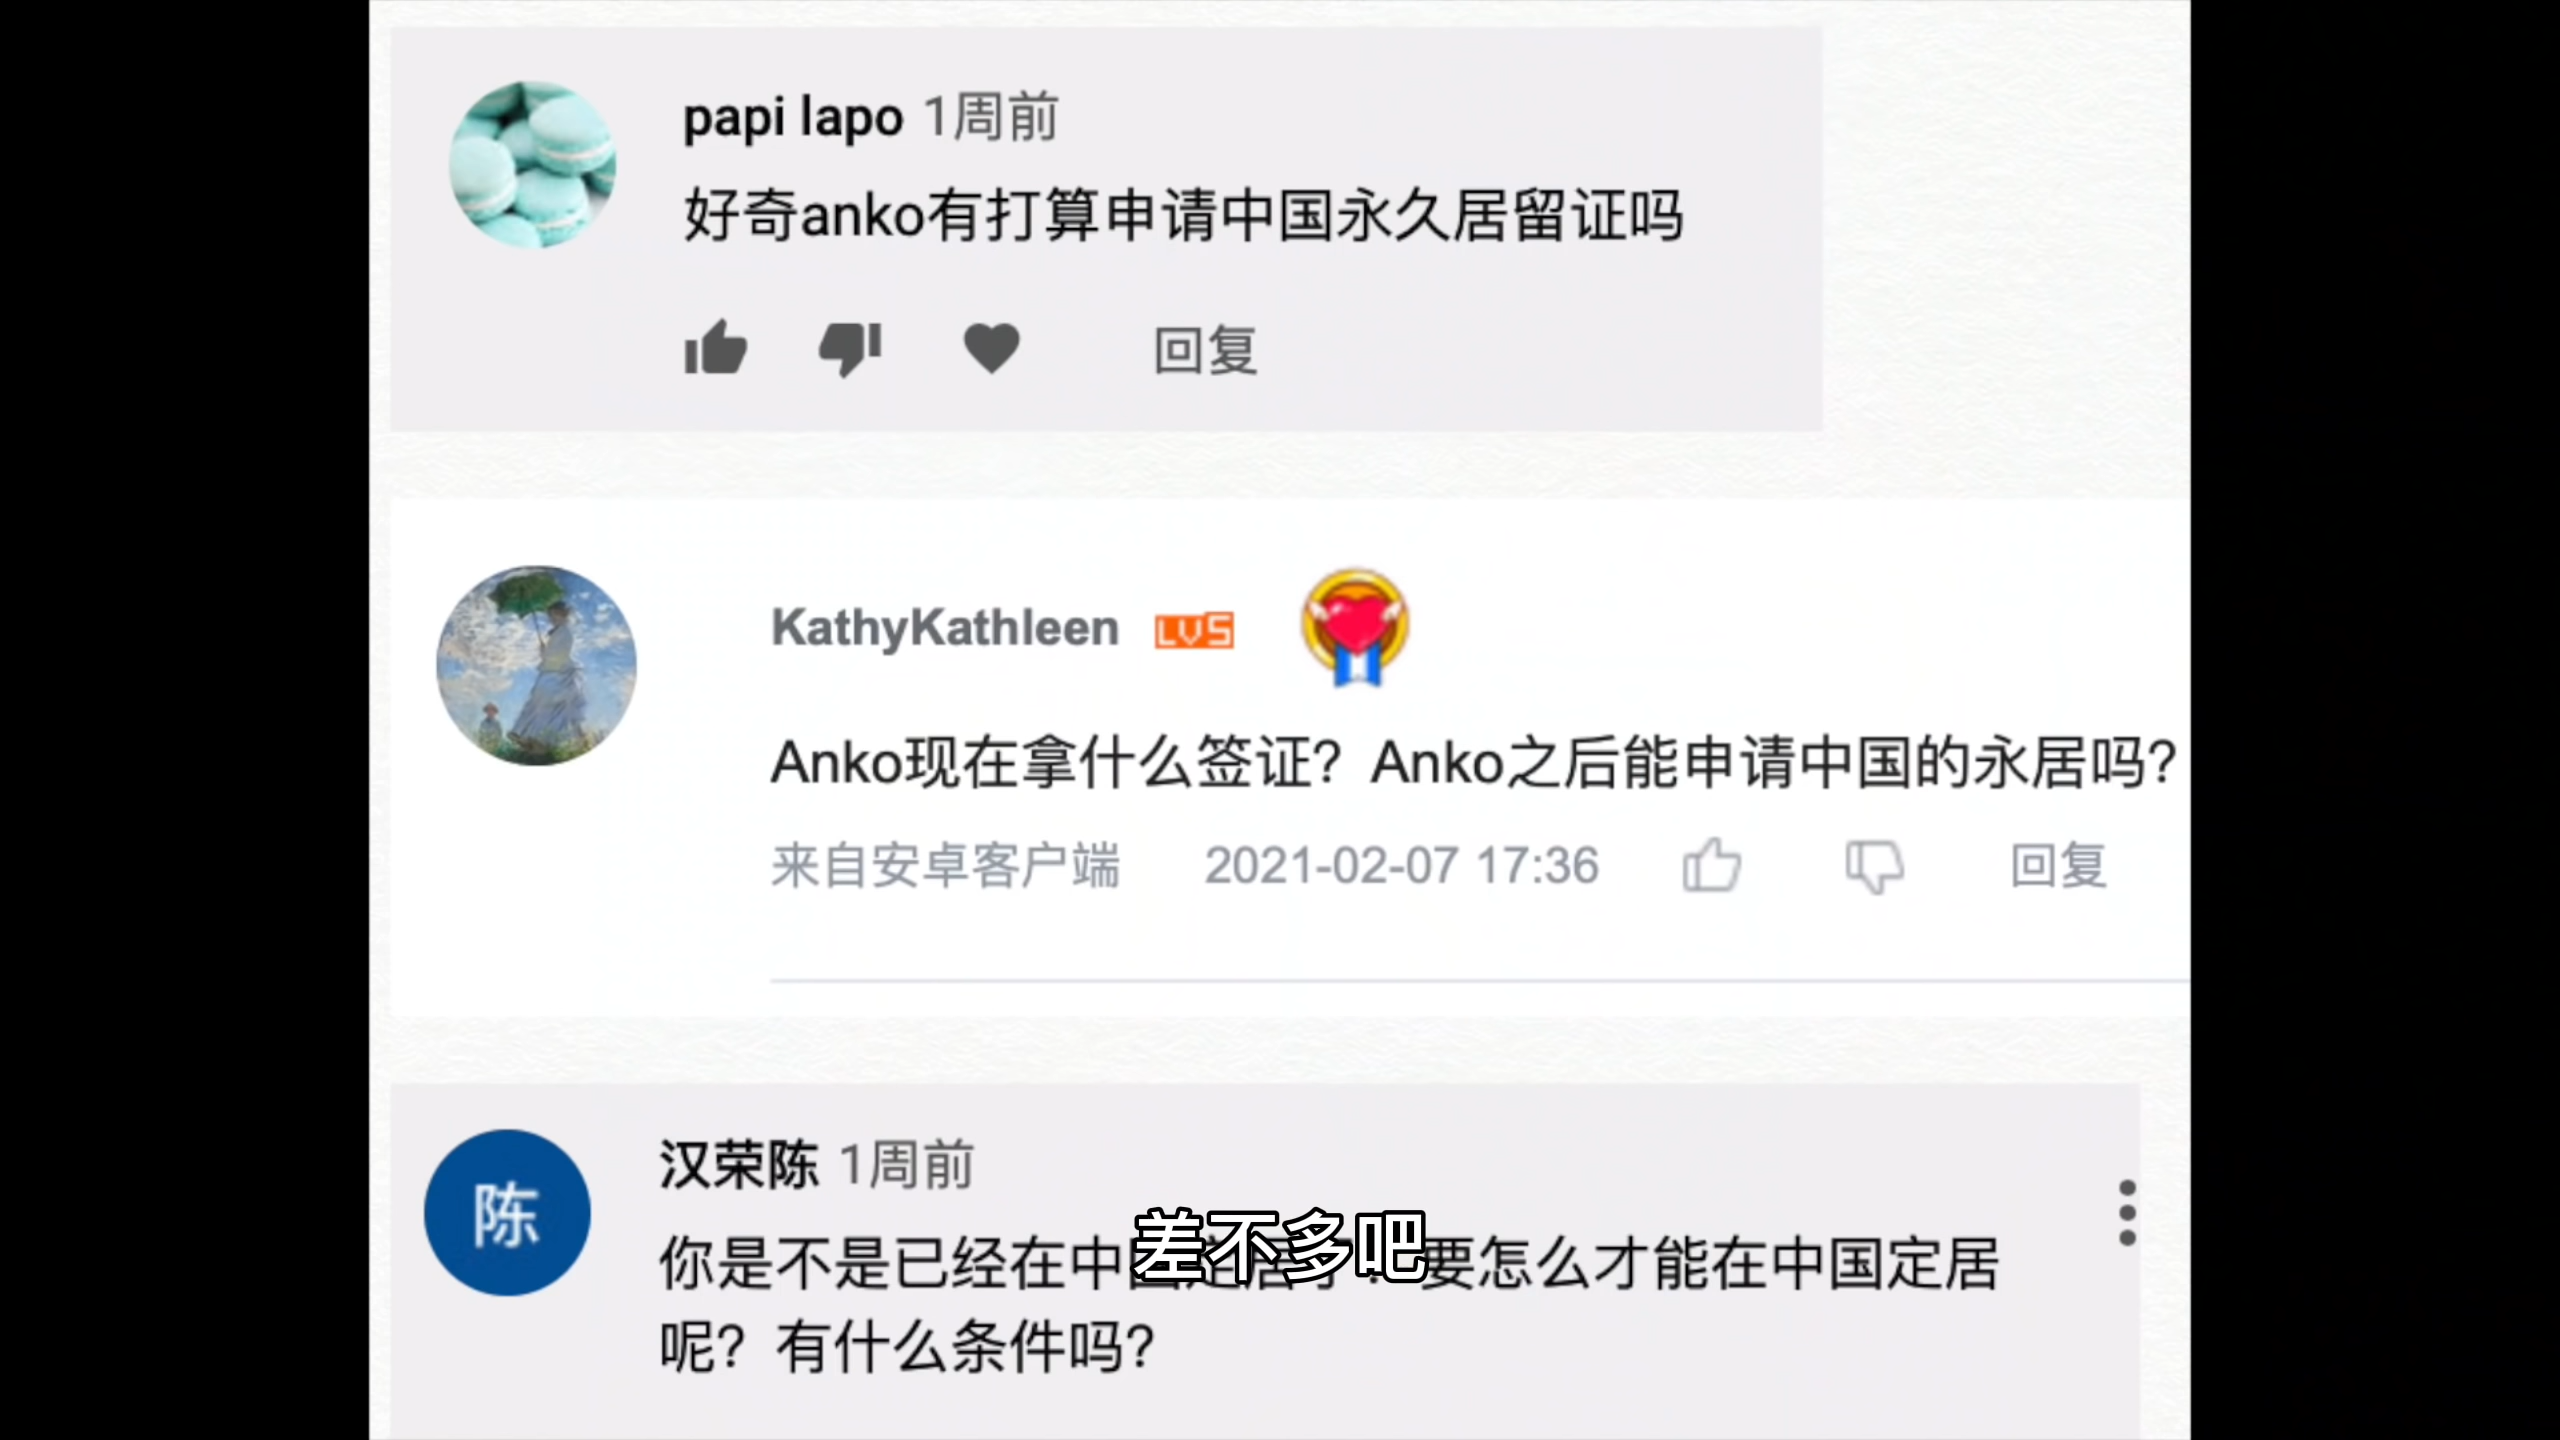 papi lapo 1周前
好奇anko有打算申请中国永久居留证吗
回复
KathyKathleen LV5
Anko现在拿什么签证？Anko之后能申请中国的永居吗？
来自安卓客户端 2021-02-07 17:36 回复
陈
汉荣陈 1周前
你是不是已经在中 要怎么才能在中国定居
差不多吧
呢？有什么条件吗？